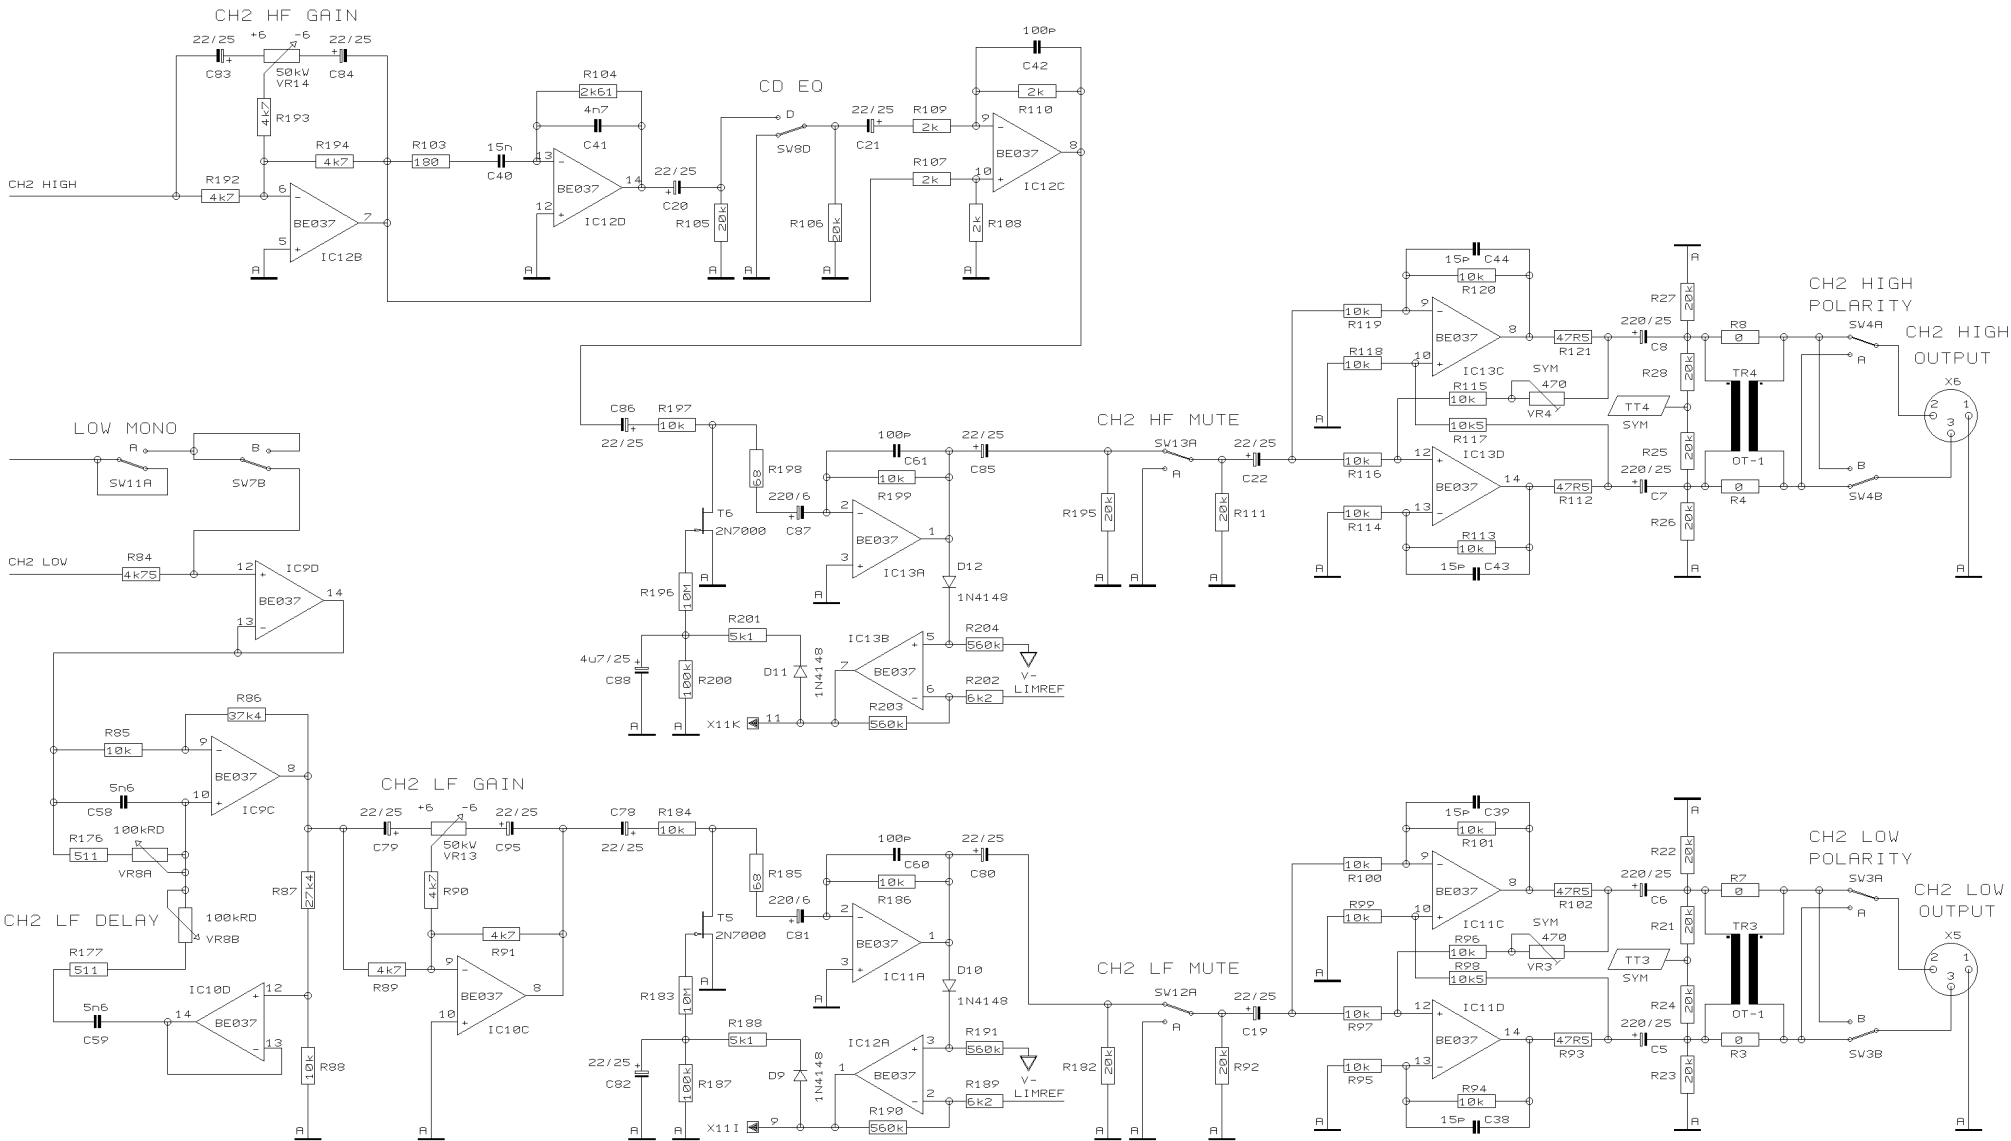 CH2 HF GAIN
+6 -6
22/25 22/25
C83 50kW C84
VR14
4k7 R193
R194 R103
4k7 180
15n
C40
CH2 HIGH
R192
4k7
6 -
BE037 7
5 +
IC12B
A
R104
2k61
4n7
C41
13 -
BE037 14
12 +
IC12D
A
22/25
+ C20
R105 20k
A
CD EQ
D
SW8D
A
R106 20k
A
22/25
+ C21
R109
2k
R107
2k
100p
C42
2k
R110
9 -
BE037 8
10 +
IC12C
2k R108
A
LOW MONO
A B
SW11A SW7B
CH2 LOW
R84
4k75
12 + IC9D
BE037 14
13 -
C86 R197
+ 10k
22/25
68 R198
220/6
+ C87
T6
2N7000
A
R196 10M
R201
5k1
4u7/25 +
C88
A
100k R200
A
D11 1N4148
X11K 11
100p
C61
10k
R199
2 -
BE037 1
3 +
IC13A
A
22/25
+ C85
D12
1N4148
IC13B 5 +
7 BE037
6 -
R204
560k
V-
R202
6k2
LIMREF
R203
560k
CH2 HF MUTE
SW13A
A
R195 20k
A A
20k R111
A
22/25
+ C22
15p C44
10k
R120
10k
R119
9 -
BE037 8
10 +
IC13C
R118
10k
A
R115
10k
SYM
470
VR4
R117
10k5
10k
R116
12 + IC13D
BE037 14
13 -
10k
R114
A
R113
10k
15p C43
47R5
R121
47R5
R112
220/25
+ C8
220/25
+ C7
A
R27 20k
R28 20k
TT4
SYM
R25 20k
R26 20k
A
R8
0
TR4
OT-1
0
R4
CH2 HIGH
POLARITY
SW4A
A
B
SW4B
CH2 HIGH
OUTPUT
X6
2 1
3
A
R86
37k4
R85
10k
9 -
BE037 8
10 +
IC9C
5n6
C58
R176
511
100kRD
VR8A
CH2 LF DELAY
100kRD
VR8B
R177
511
5n6
C59
IC10D + 12
14 BE037
- 13
R87 27k4
10k R88
A
CH2 LF GAIN
+6 -6
22/25 22/25
+ C79 50kW + C95
VR13
4k7 R90
4k7
R91
4k7
R89
9 -
BE037 8
10 +
IC10C
A
C78 R184
+ 10k
22/25
68 R185
220/6
+ C81
T5
2N7000
A
R183 10M
R188
5k1
22/25 +
C82
A
100k R187
A
D9 1N4148
X11I 9
100p
C60
10k
R186
2 -
BE037 1
3 +
IC11A
A
22/25
+ C80
D10
1N4148
IC12A 3 +
1 BE037
2 -
R191
560k
V-
R189
6k2
LIMREF
R190
560k
CH2 LF MUTE
SW12A
A
R182 20k
A A
20k R92
A
22/25
+ C19
15p C39
10k
R101
10k
R100
9 -
BE037 8
10 +
IC11C
R99
10k
A
R96
10k
SYM
470
VR3
R98
10k5
10k
R97
12 + IC11D
BE037 14
13 -
10k
R95
A
R94
10k
15p C38
47R5
R102
47R5
R93
220/25
+ C6
220/25
+ C5
A
R22 20k
R21 20k
TT3
SYM
R24 20k
R23 20k
A
R7
0
TR3
OT-1
0
R3
CH2 LOW
POLARITY
SW3A
A
B
SW3B
CH2 LOW
OUTPUT
X5
2 1
3
A